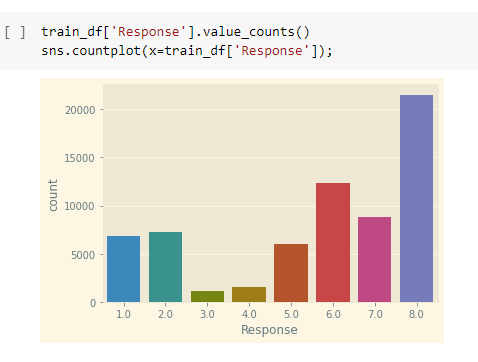 [ ] train_df['Response'].value_counts()
sns.countplot(x=train_df['Response']);
20000
15000
10000
5000
0
count
1.0 2.0 3.0 4.0 5.0 6.0 7.0 8.0
Response